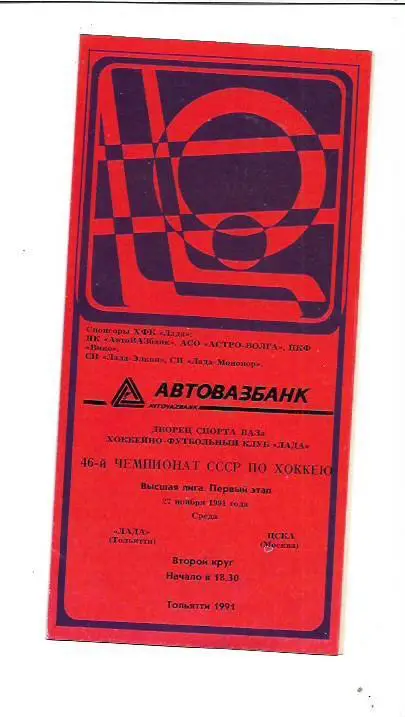 Спонсоры ХФК «Лада»:
ПК «АвтоВАЗбанк», АСО «АСТРО-ВОЛГА», ПКФ
«Вико»,
СП «Лада-Элкон», СП «Лада-Мономор».
АВТОВАЗБАНК
AVTOVAZBANK
ДВОРЕЦ СПОРТА ВАЗа
ХОККЕЙНО-ФУТБОЛЬНЫЙ КЛУБ «ЛАДА»
46-й ЧЕМПИОНАТ СССР ПО ХОККЕЮ
Высшая лига. Первый этап
27 ноября 1991 года
Среда
«ЛАДА» ЦСКА
(Тольятти) (Москва)
Второй круг
Начало в 18.30
Тольятти 1991